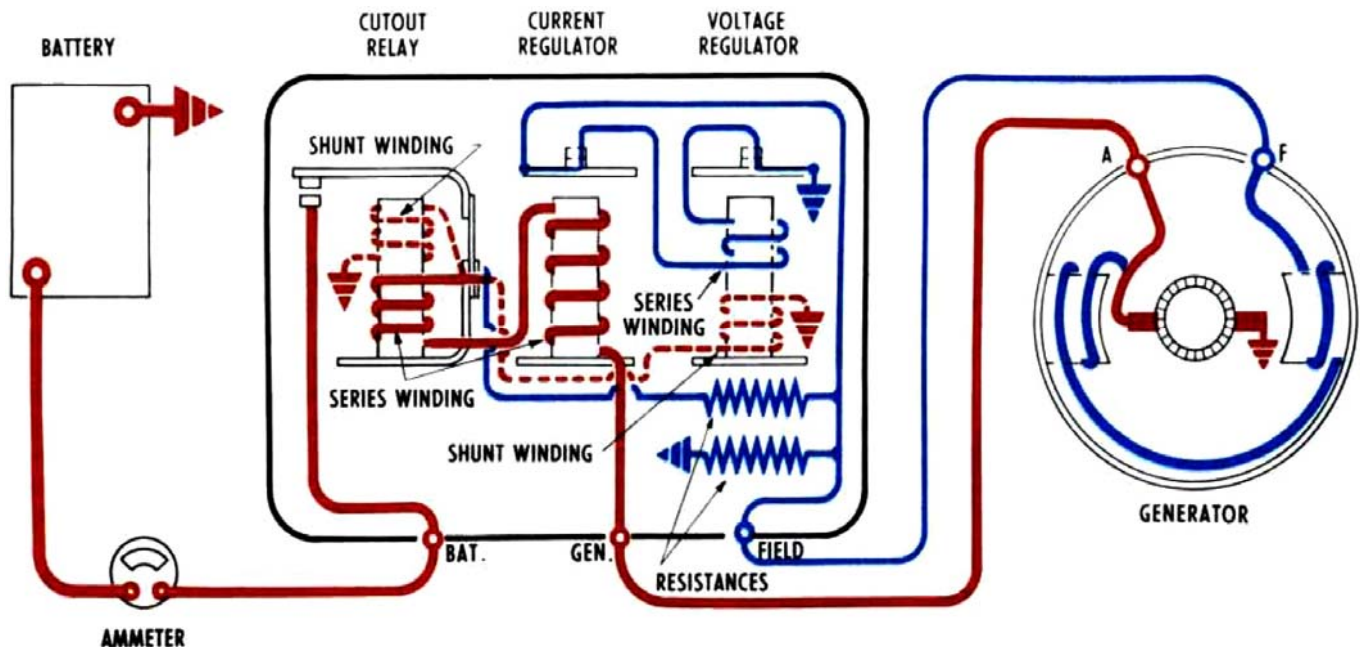 BATTERY
CUTOUT
RELAY
CURRENT
REGULATOR
VOLTAGE
REGULATOR
SHUNT WINDING
A
F
SERIES
WINDING
SERIES WINDING
SHUNT WINDING
GENERATOR
BAT.
GEN.
FIELD
RESISTANCES
AMMETER